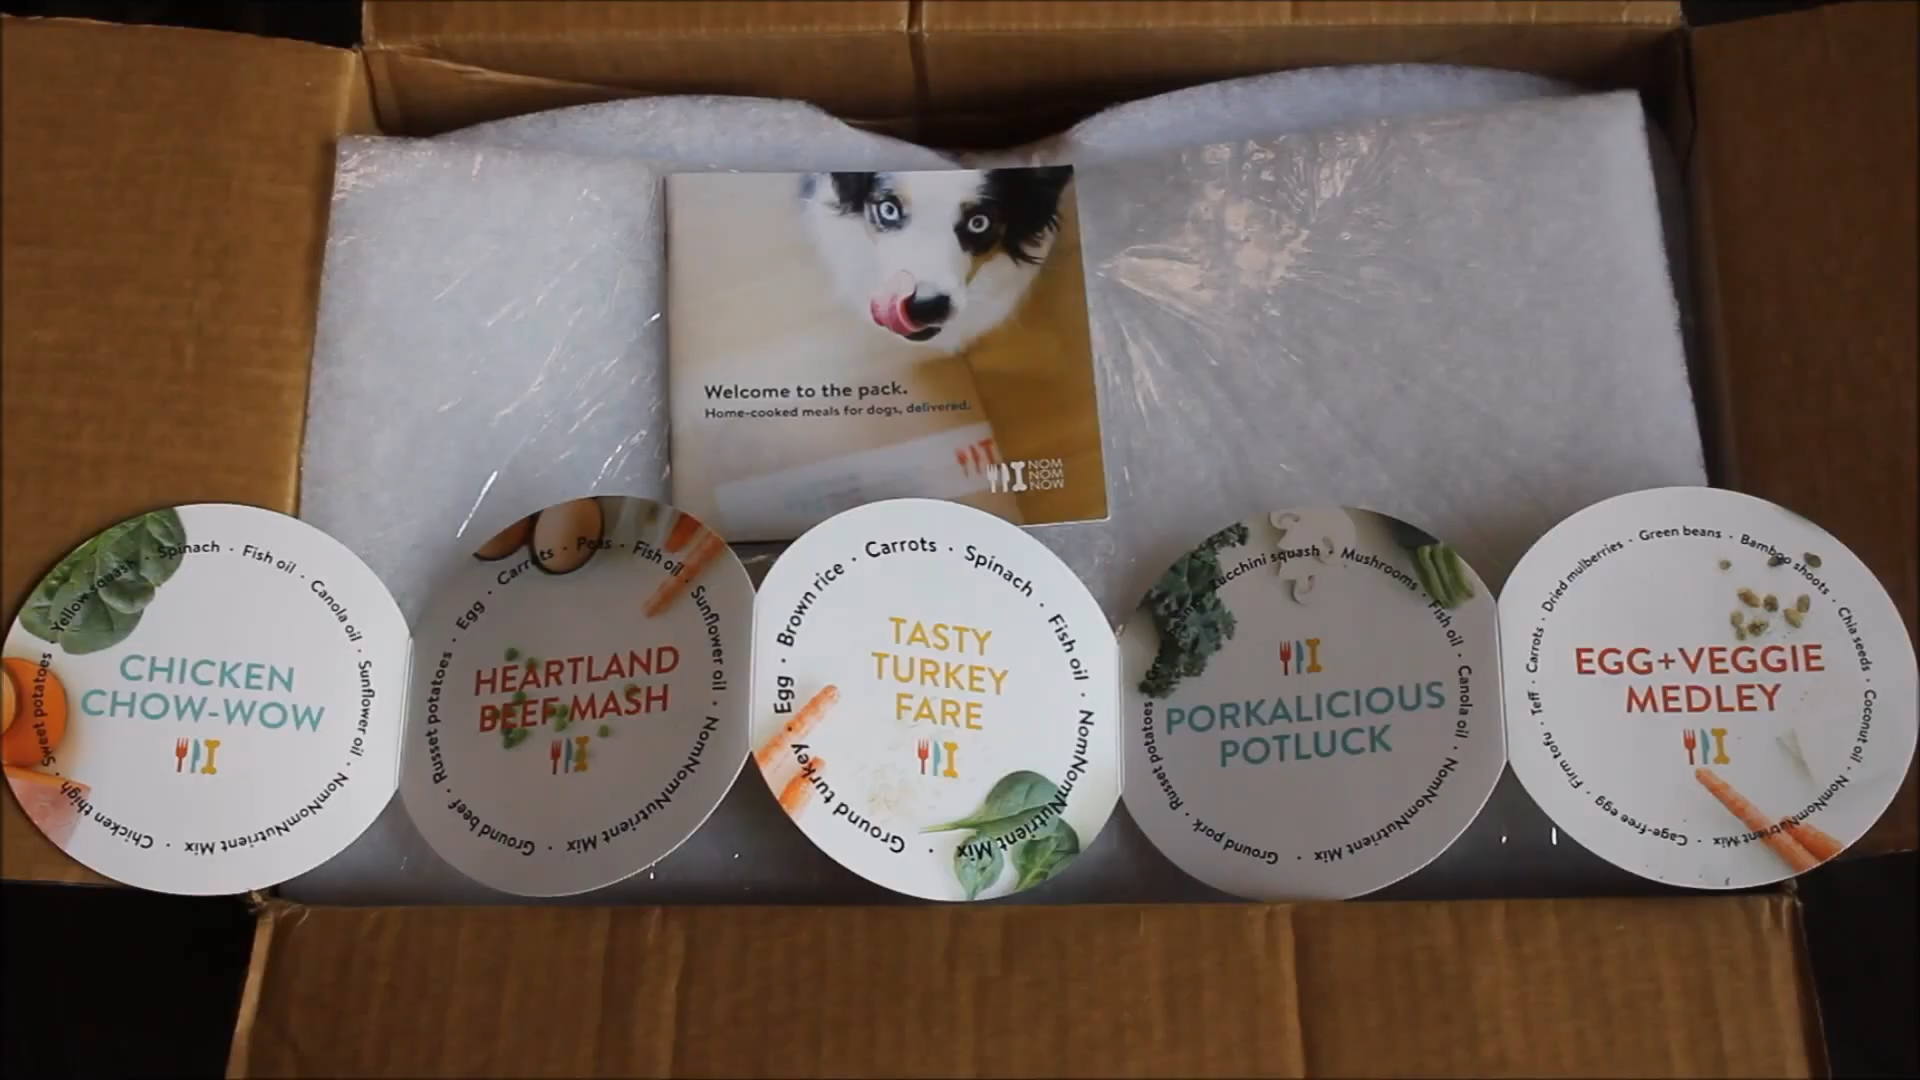 Welcome to the pack.
Home-cooked meals for dogs, delivered.
NOM
NOM
NOW
CHICKEN
CHOW-WOW
Chicken thigh · Sweet potatoes · Yellow squash · Spinach · Fish oil · Canola oil · Sunflower oil · NomNomNutrient Mix ·
HEARTLAND
BEEF MASH
Ground beef · Russet potatoes · Egg · Carrots · Peas · Fish oil · Sunflower oil · NomNomNutrient Mix ·
TASTY
TURKEY
FARE
Ground turkey · Egg · Brown rice · Carrots · Spinach · Fish oil · NomNomNutrient Mix ·
PORKALICIOUS
POTLUCK
Ground pork · Russet potatoes · Zucchini squash · Mushrooms · Fish oil · Canola oil · NomNomNutrient Mix ·
EGG+VEGGIE
MEDLEY
Cage-free egg · Firm tofu · Teff · Carrots · Dried mulberries · Green beans · Bamboo shoots · Chia seeds · Coconut oil · NomNomNutrient Mix ·